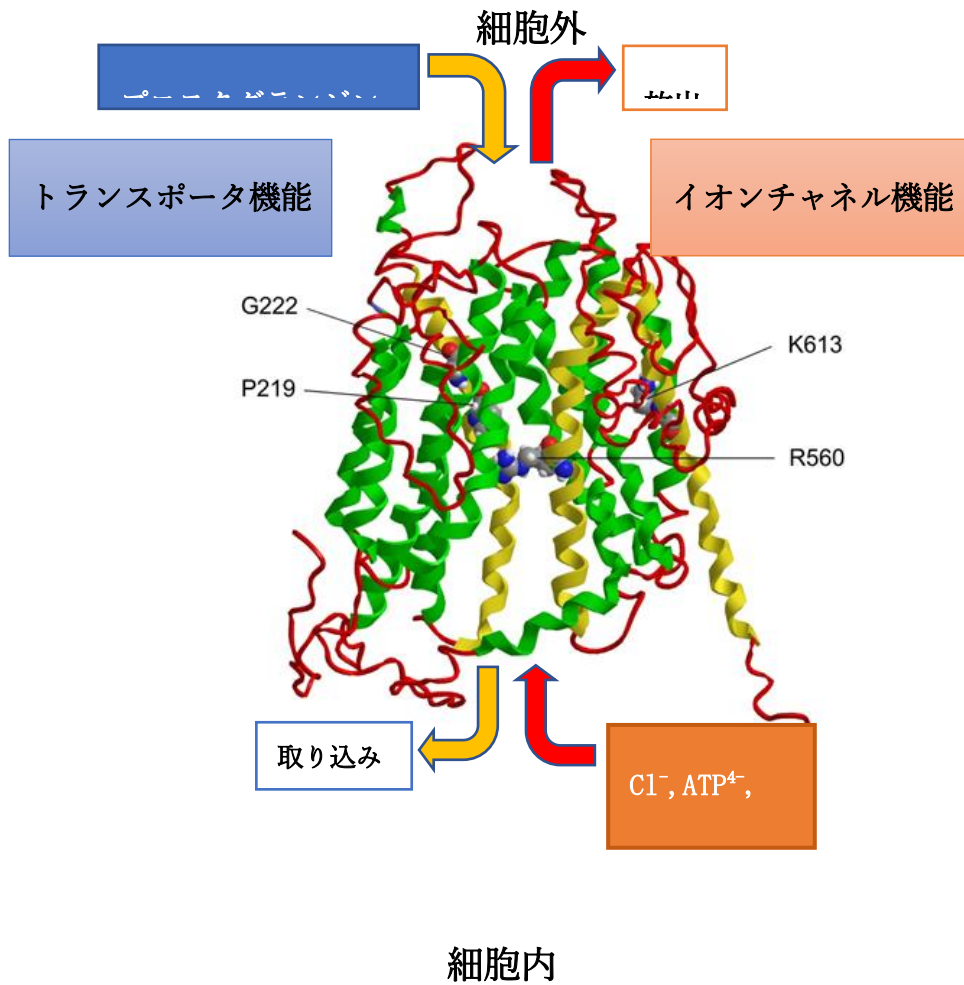 細胞外
トランスポータ機能
イオンチャネル機能
G222
P219
K613
R560
取り込み
Cl⁻, ATP⁴⁻,
細胞内